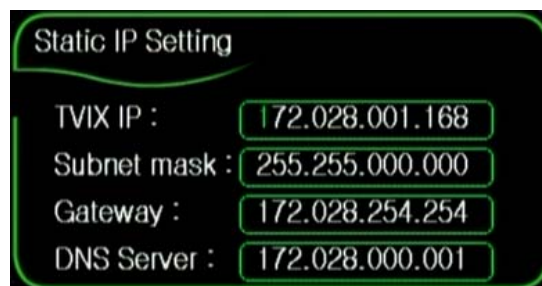 Static IP Setting
TVIX IP : 172.028.001.168
Subnet mask : 255.255.000.000
Gateway : 172.028.254.254
DNS Server : 172.028.000.001